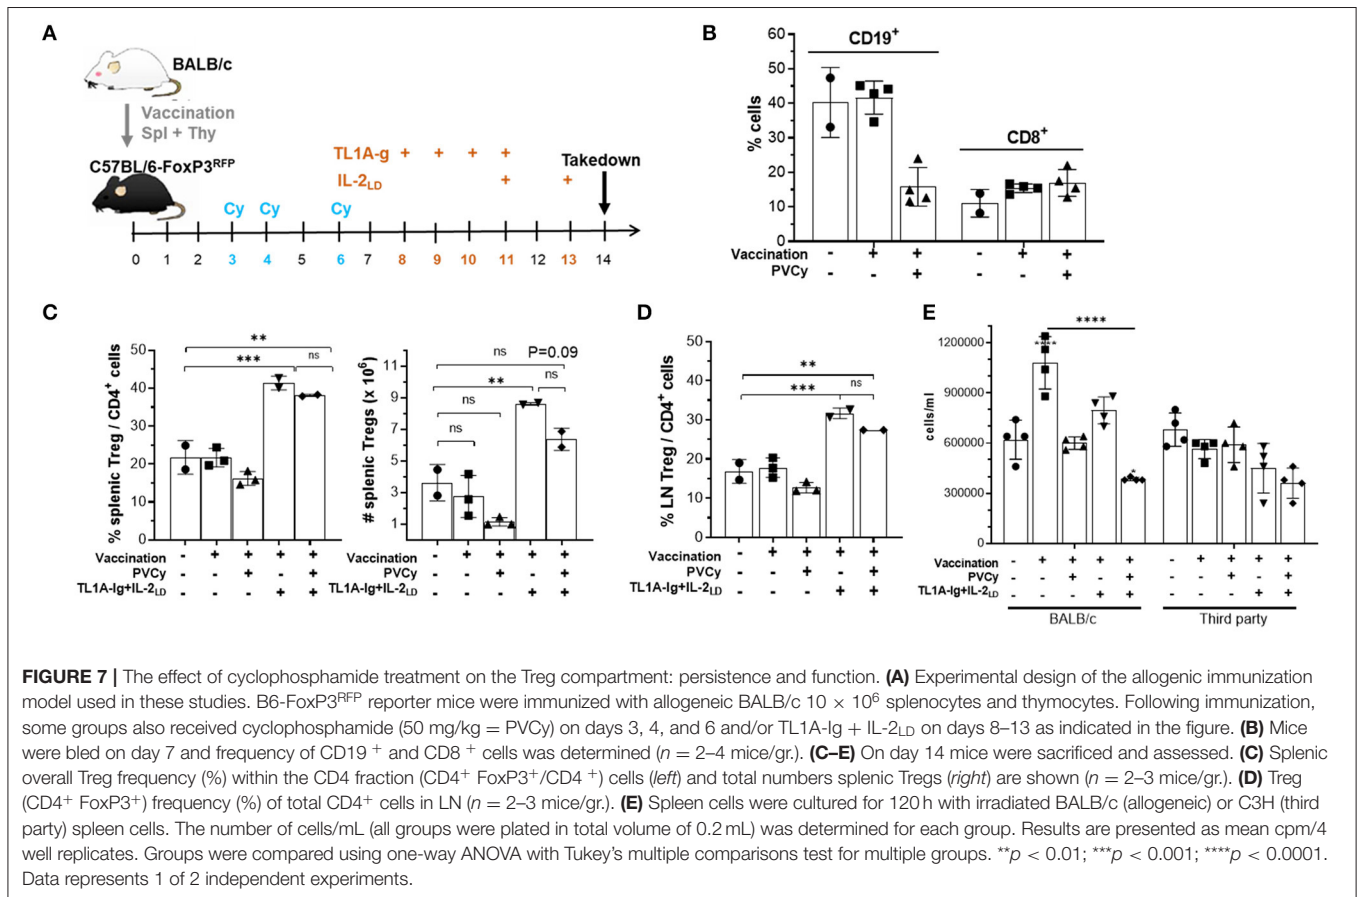 A
BALB/c
Vaccination
Spl + Thy
C57BL/6-FoxP3RFP
TL1A-g + + + +
IL-2LD + +
Takedown
Cy Cy Cy
0 1 2 3 4 5 6 7 8 9 10 11 12 13 14
B
CD19+
CD8+
% cells
60
50
40
30
20
10
0
Vaccination - + + - + +
PVCy - - + - - +
C
% splenic Treg / CD4+ cells
50
40
30
20
10
0
**
***
ns
Vaccination - + + + +
PVCy - - + - +
TL1A-Ig+IL-2LD - - - + +
# splenic Tregs (x 10^6)
11
9
7
5
3
1
ns P=0.09
**
ns
ns
ns
- + + + +
- - + - +
- - - + +
D
% LN Treg / CD4+ cells
50
40
30
20
10
0
**
***
ns
Vaccination - + + + +
PVCy - - + - +
TL1A-Ig+IL-2LD - - - + +
E
cells/ml
1200000
900000
600000
300000
0
****
****
*
Vaccination - + + + + - + + + +
PVCy - - + - + - - + - +
TL1A-Ig+IL-2LD - - - + + - - - + +
BALB/c Third party
FIGURE 7 | The effect of cyclophosphamide treatment on the Treg compartment: persistence and function. (A) Experimental design of the allogenic immunization
model used in these studies. B6-FoxP3RFP reporter mice were immunized with allogeneic BALB/c 10 × 10^6 splenocytes and thymocytes. Following immunization,
some groups also received cyclophosphamide (50 mg/kg = PVCy) on days 3, 4, and 6 and/or TL1A-Ig + IL-2LD on days 8–13 as indicated in the figure. (B) Mice
were bled on day 7 and frequency of CD19 + and CD8 + cells was determined (n = 2–4 mice/gr.). (C–E) On day 14 mice were sacrificed and assessed. (C) Splenic
overall Treg frequency (%) within the CD4 fraction (CD4+ FoxP3+/CD4 +) cells (left) and total numbers splenic Tregs (right) are shown (n = 2–3 mice/gr.). (D) Treg
(CD4+ FoxP3+) frequency (%) of total CD4+ cells in LN (n = 2–3 mice/gr.). (E) Spleen cells were cultured for 120 h with irradiated BALB/c (allogeneic) or C3H (third
party) spleen cells. The number of cells/mL (all groups were plated in total volume of 0.2 mL) was determined for each group. Results are presented as mean cpm/4
well replicates. Groups were compared using one-way ANOVA with Tukey's multiple comparisons test for multiple groups. **p < 0.01; ***p < 0.001; ****p < 0.0001.
Data represents 1 of 2 independent experiments.